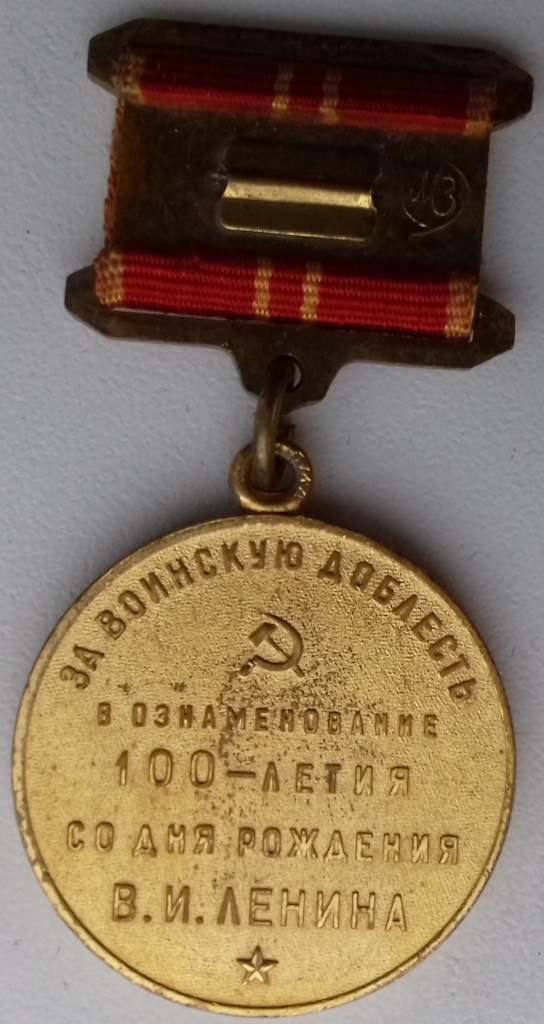 МЗ
ЗА ВОИНСКУЮ ДОБЛЕСТЬ
В ОЗНАМЕНОВАНИЕ
100-ЛЕТИЯ
СО ДНЯ РОЖДЕНИЯ
В.И.ЛЕНИНА